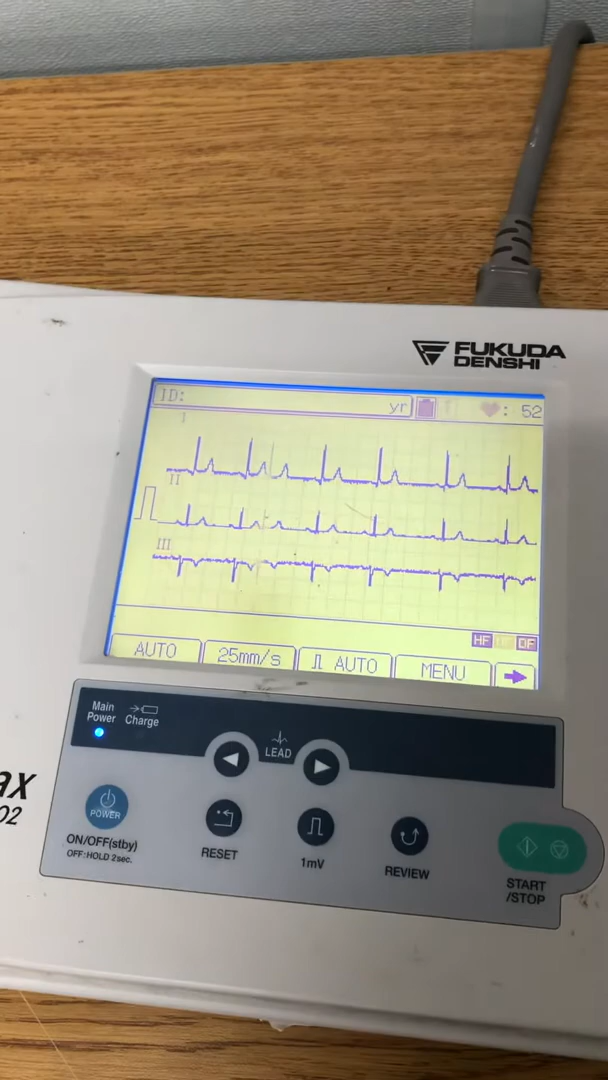 FUKUDA
DENSHI
ID:
yr
: 52
I
II
III
HF
DF
AUTO
25mm/s
AUTO
MENU
Main
Power
Charge
LEAD
ax
02
POWER
ON/OFF(stby)
OFF:HOLD 2sec.
RESET
1mV
REVIEW
START
/STOP